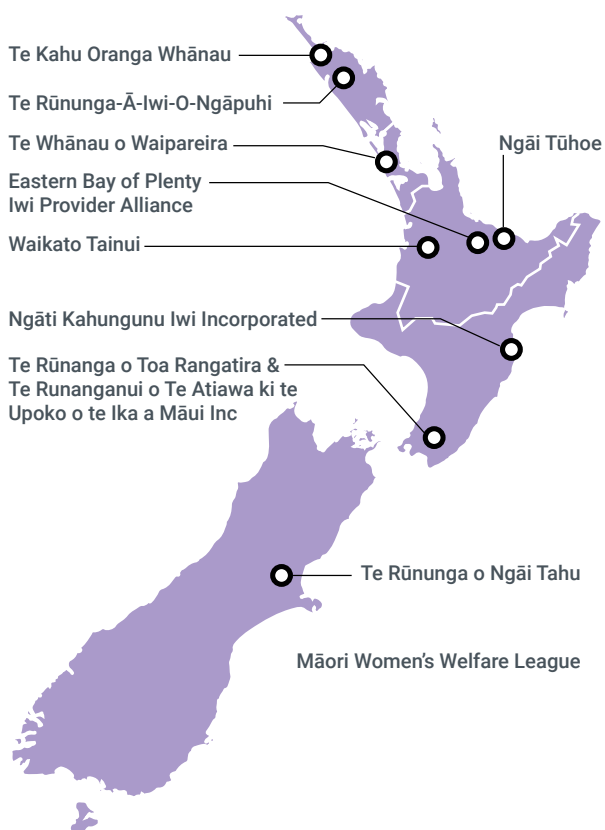 Te Kahu Oranga Whānau
Te Rūnunga-Ā-Iwi-O-Ngāpuhi
Te Whānau o Waipareira
Ngāi Tūhoe
Eastern Bay of Plenty
Iwi Provider Alliance
Waikato Tainui
Ngāti Kahungunu Iwi Incorporated
Te Rūnanga o Toa Rangatira &
Te Runanganui o Te Atiawa ki te
Upoko o te Ika a Māui Inc
Te Rūnunga o Ngāi Tahu
Māori Women's Welfare League